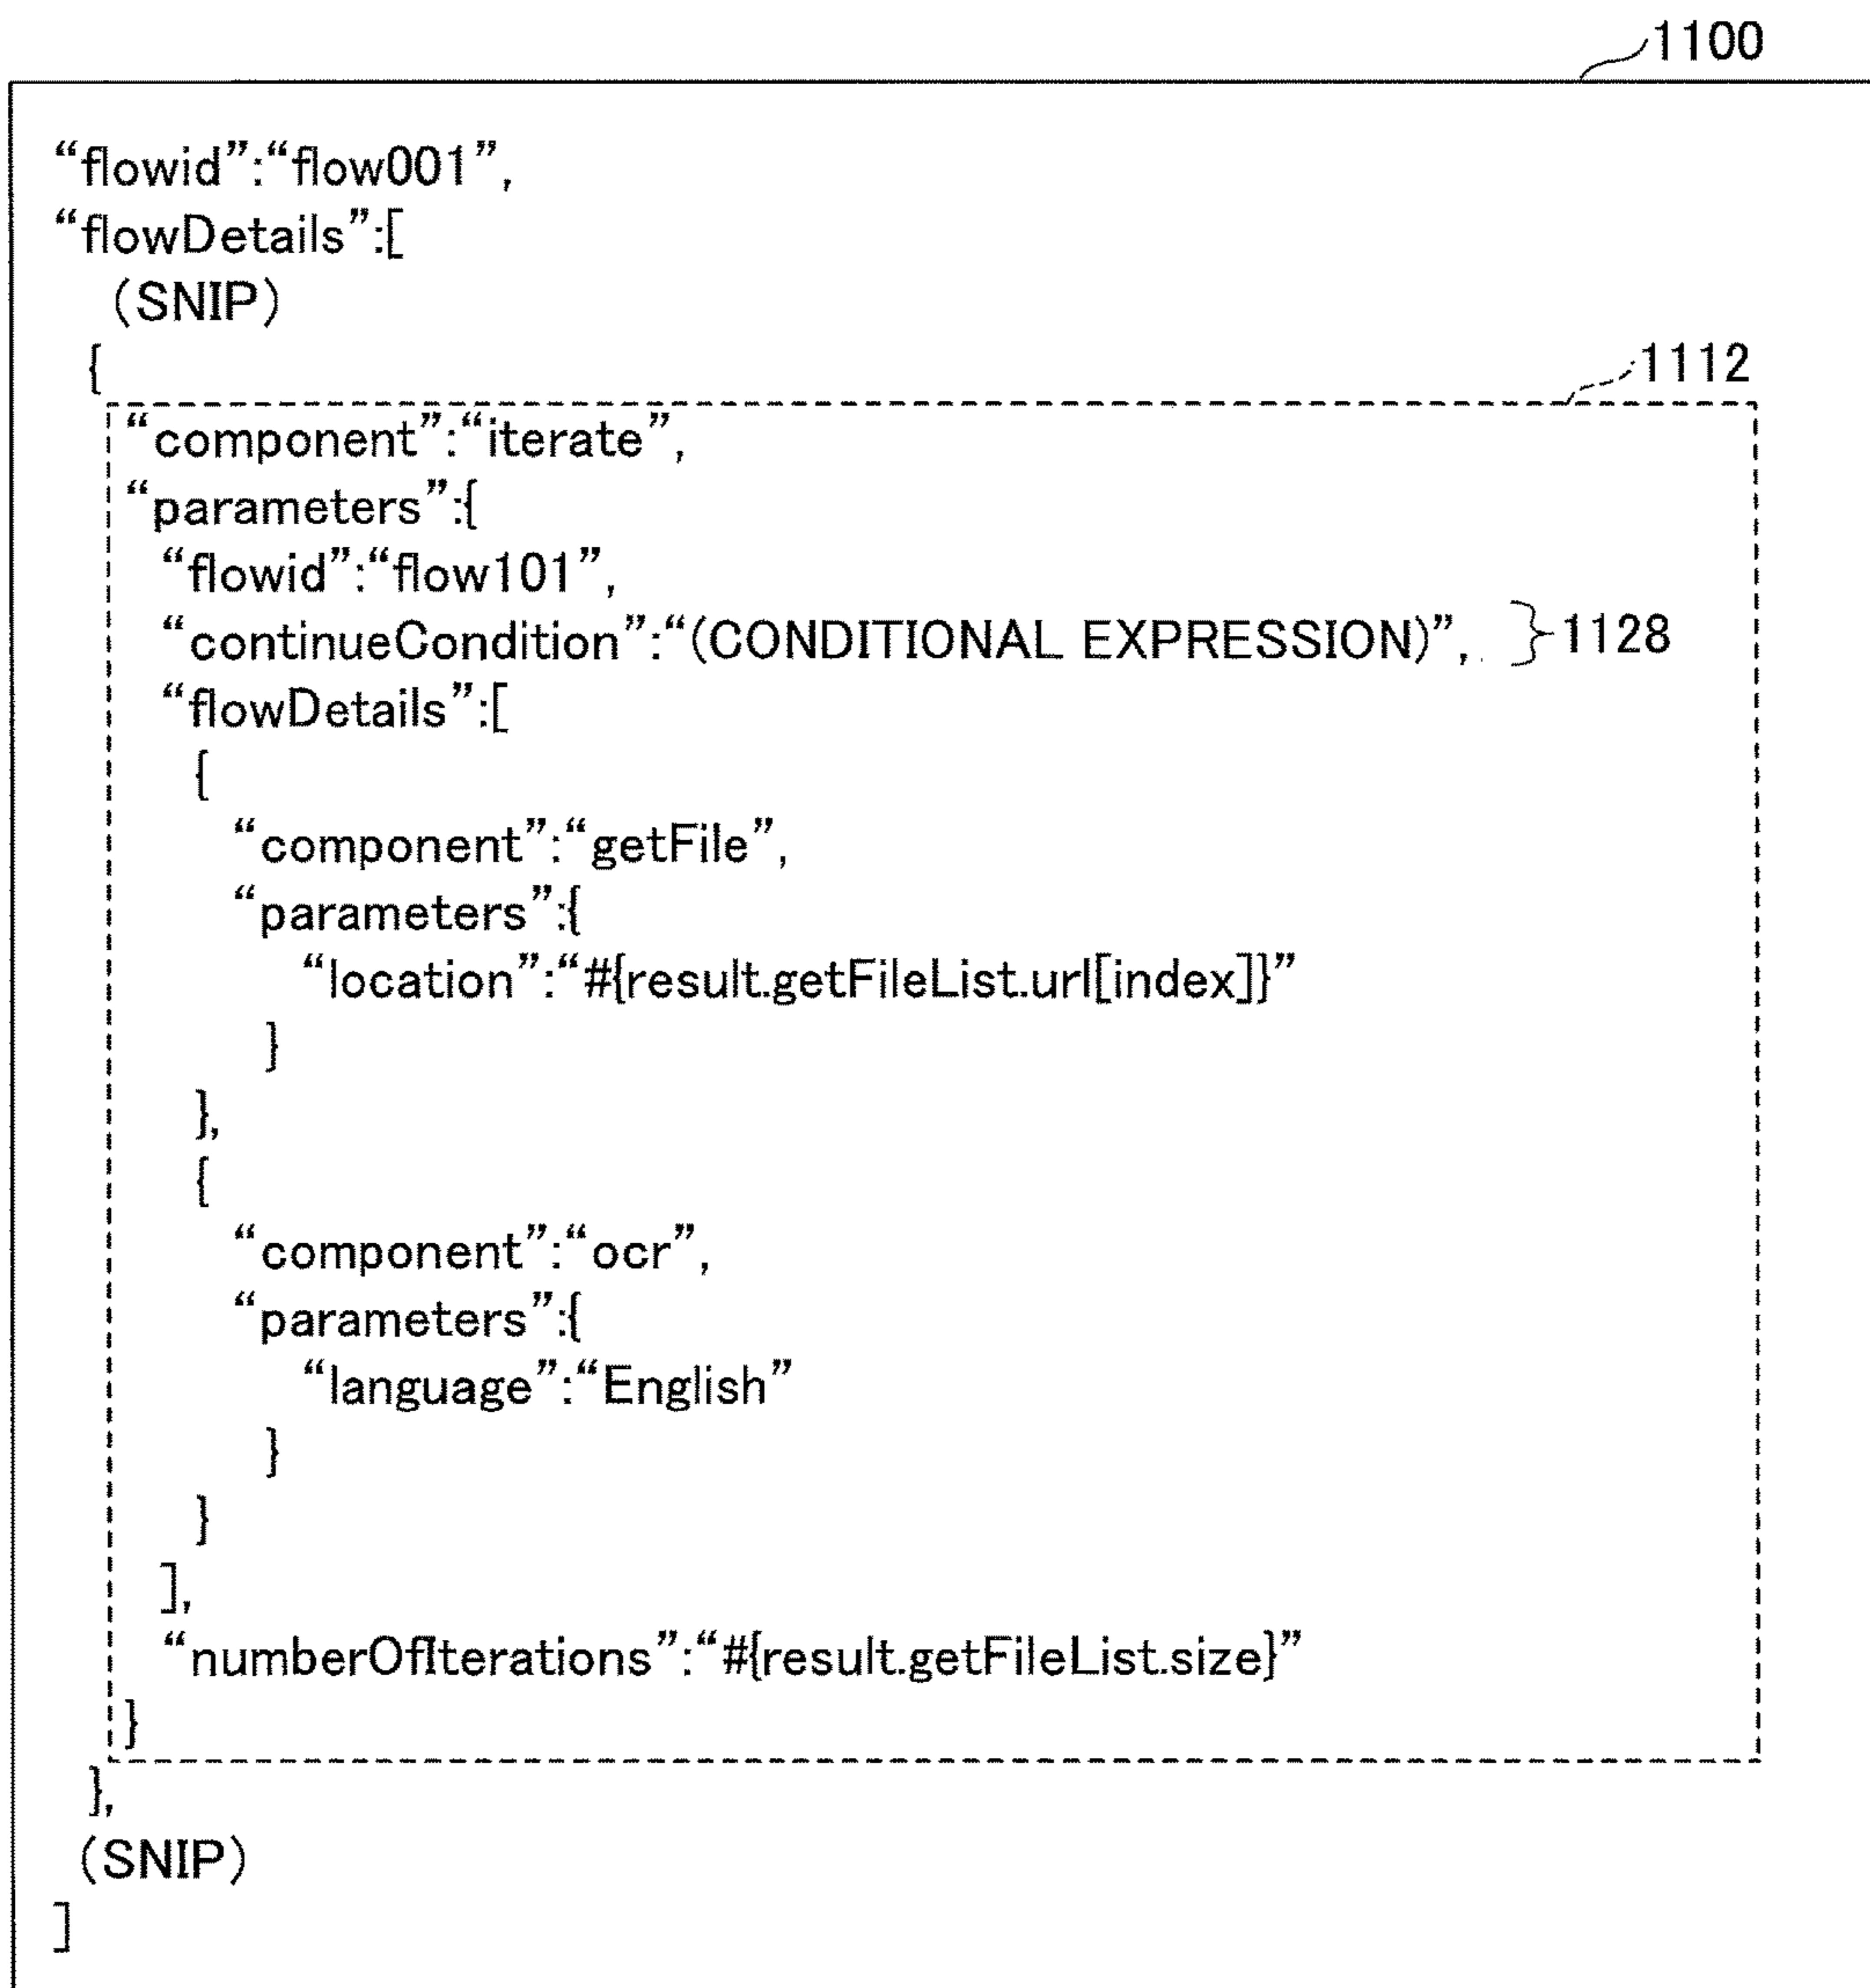 1100
“flowid”:“flow001”,
“flowDetails”:[
(SNIP)
{
1112
“component”:“iterate”,
“parameters”:{
“flowid”:“flow101”,
“continueCondition”:“(CONDITIONAL EXPRESSION)”, } 1128
“flowDetails”:[
{
“component”:“getFile”,
“parameters”:{
“location”:“#{result.getFileList.url[index]}”
}
},
{
“component”:“ocr”,
“parameters”:{
“language”:“English”
}
}
],
“numberOfIterations”:“#{result.getFileList.size}”
}
},
(SNIP)
]